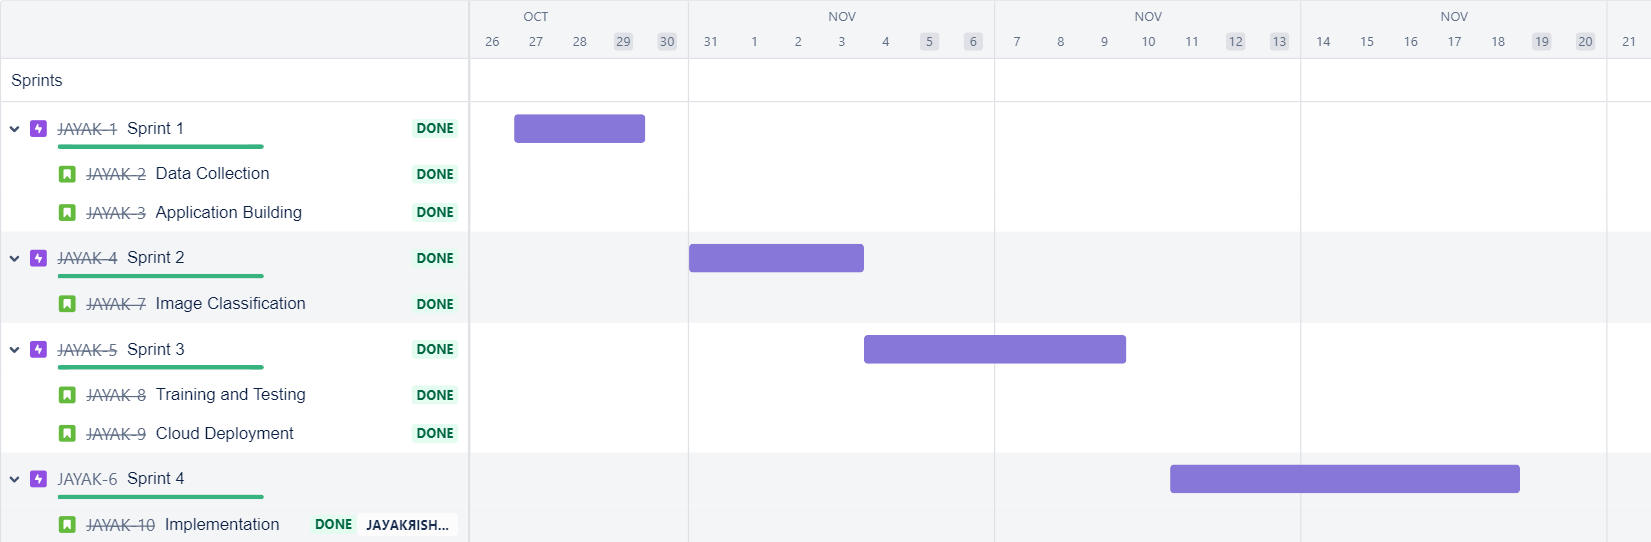 OCT NOV NOV NOV
26 27 28 29 30 31 1 2 3 4 5 6 7 8 9 10 11 12 13 14 15 16 17 18 19 20 21
Sprints
JAYAK-1 Sprint 1 DONE
JAYAK-2 Data Collection DONE
JAYAK-3 Application Building DONE
JAYAK-4 Sprint 2 DONE
JAYAK-7 Image Classification DONE
JAYAK-5 Sprint 3 DONE
JAYAK-8 Training and Testing DONE
JAYAK-9 Cloud Deployment DONE
JAYAK-6 Sprint 4
JAYAK-10 Implementation DONE JAYAKЯISH...